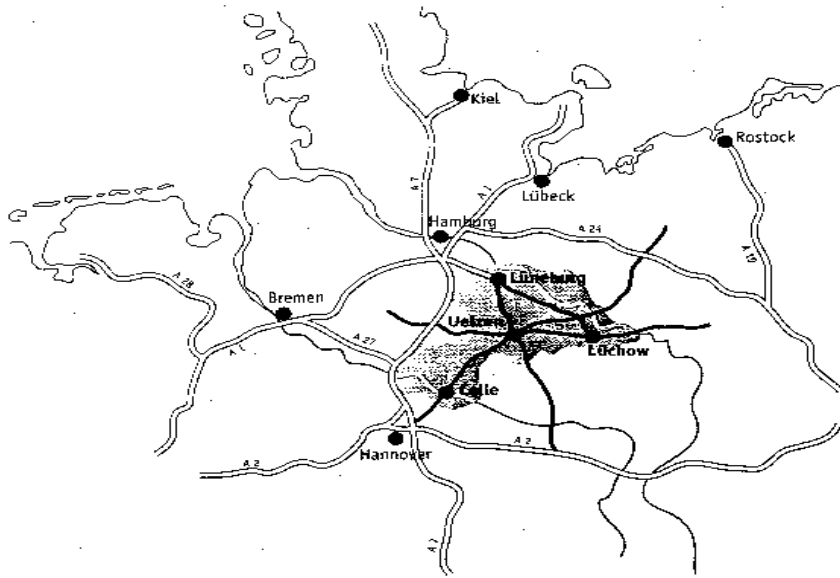 Kiel
Rostock
A 7
A 1
Lübeck
Hamburg
A 24
A 19
A 28
Lüneburg
Bremen
Uelzen
A 27
A 1
Lüchow
Celle
A 2
Hannover
A 2
A 7